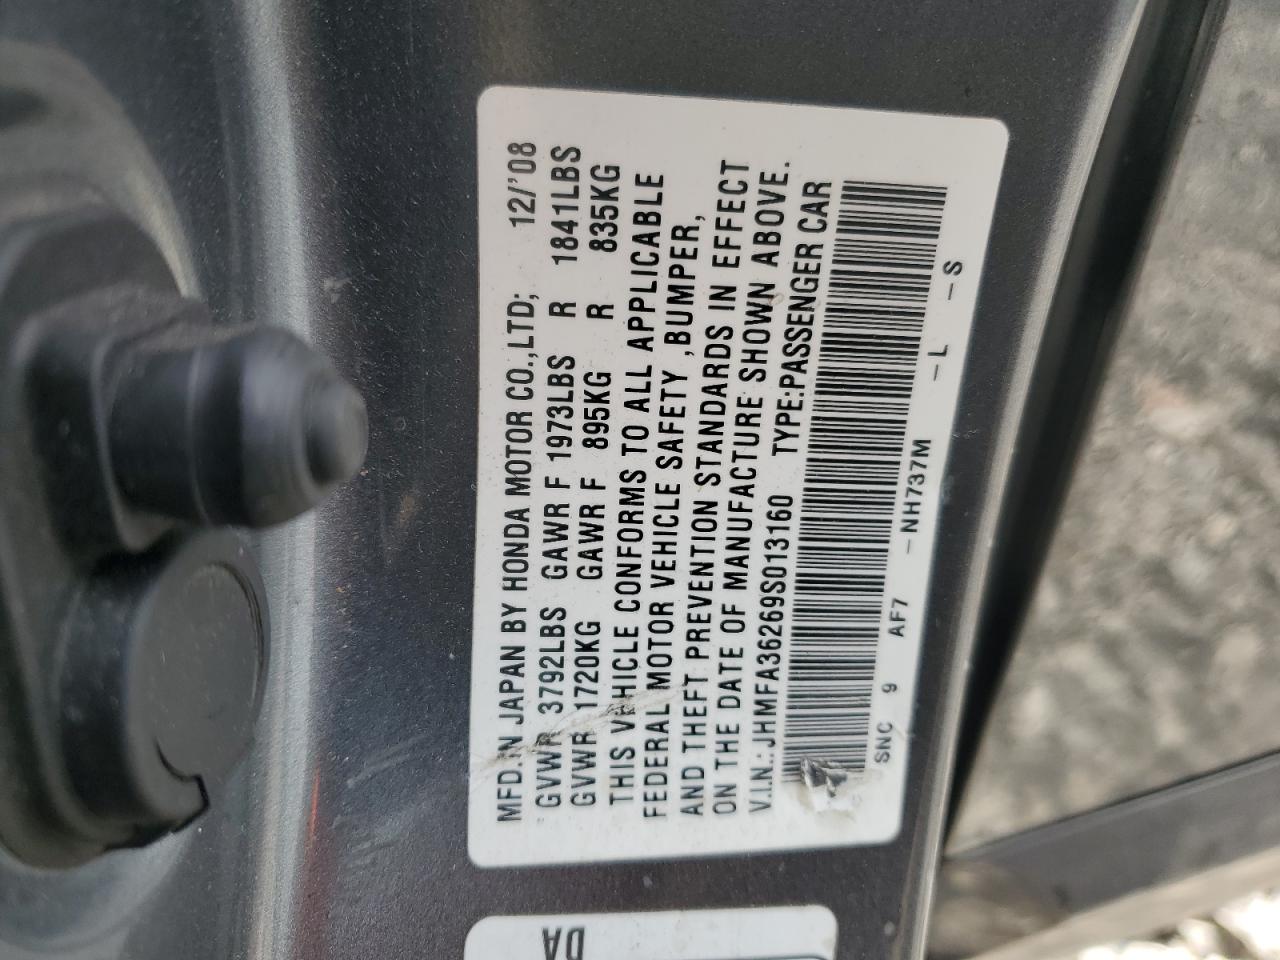 MFD.IN JAPAN BY HONDA MOTOR CO.,LTD; 12/'08
GVWR 3792LBS GAWR F 1973LBS R 1841LBS
GVWR 1720KG GAWR F 895KG R 835KG
THIS VEHICLE CONFORMS TO ALL APPLICABLE
FEDERAL MOTOR VEHICLE SAFETY ,BUMPER,
AND THEFT PREVENTION STANDARDS IN EFFECT
ON THE DATE OF MANUFACTURE SHOWN ABOVE.
V.I.N.: JHMFA36269S013160 TYPE:PASSENGER CAR
SNC 9 AF7 -NH737M -L -S
DA